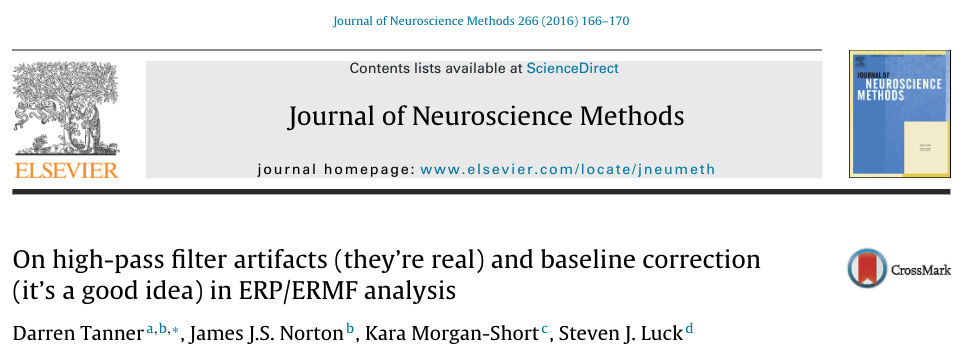 Journal of Neuroscience Methods 266 (2016) 166–170
Contents lists available at ScienceDirect
Journal of Neuroscience Methods
journal homepage: www.elsevier.com/locate/jneumeth
ELSEVIER
JOURNAL OF
NEUROSCIENCE
METHODS
On high-pass filter artifacts (they're real) and baseline correction
(it's a good idea) in ERP/ERMF analysis
CrossMark
Darren Tanner a,b,∗, James J.S. Norton b, Kara Morgan-Short c, Steven J. Luck d